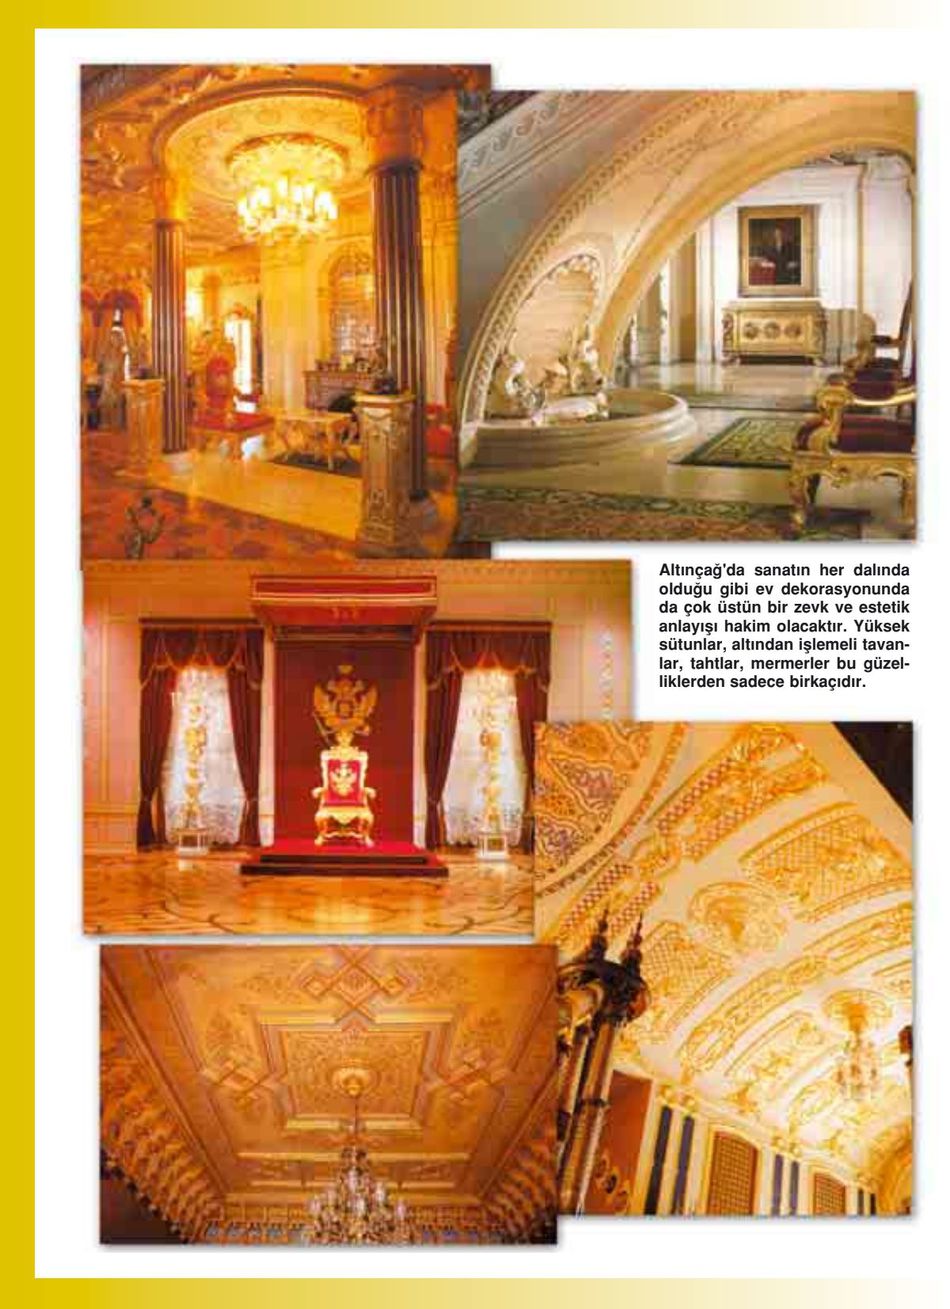 Altınçağ'da sanatın her dalında
olduğu gibi ev dekorasyonunda
da çok üstün bir zevk ve estetik
anlayışı hakim olacaktır. Yüksek
sütunlar, altından işlemeli tavan-
lar, tahtlar, mermerler bu güzel-
liklerden sadece birkaçıdır.